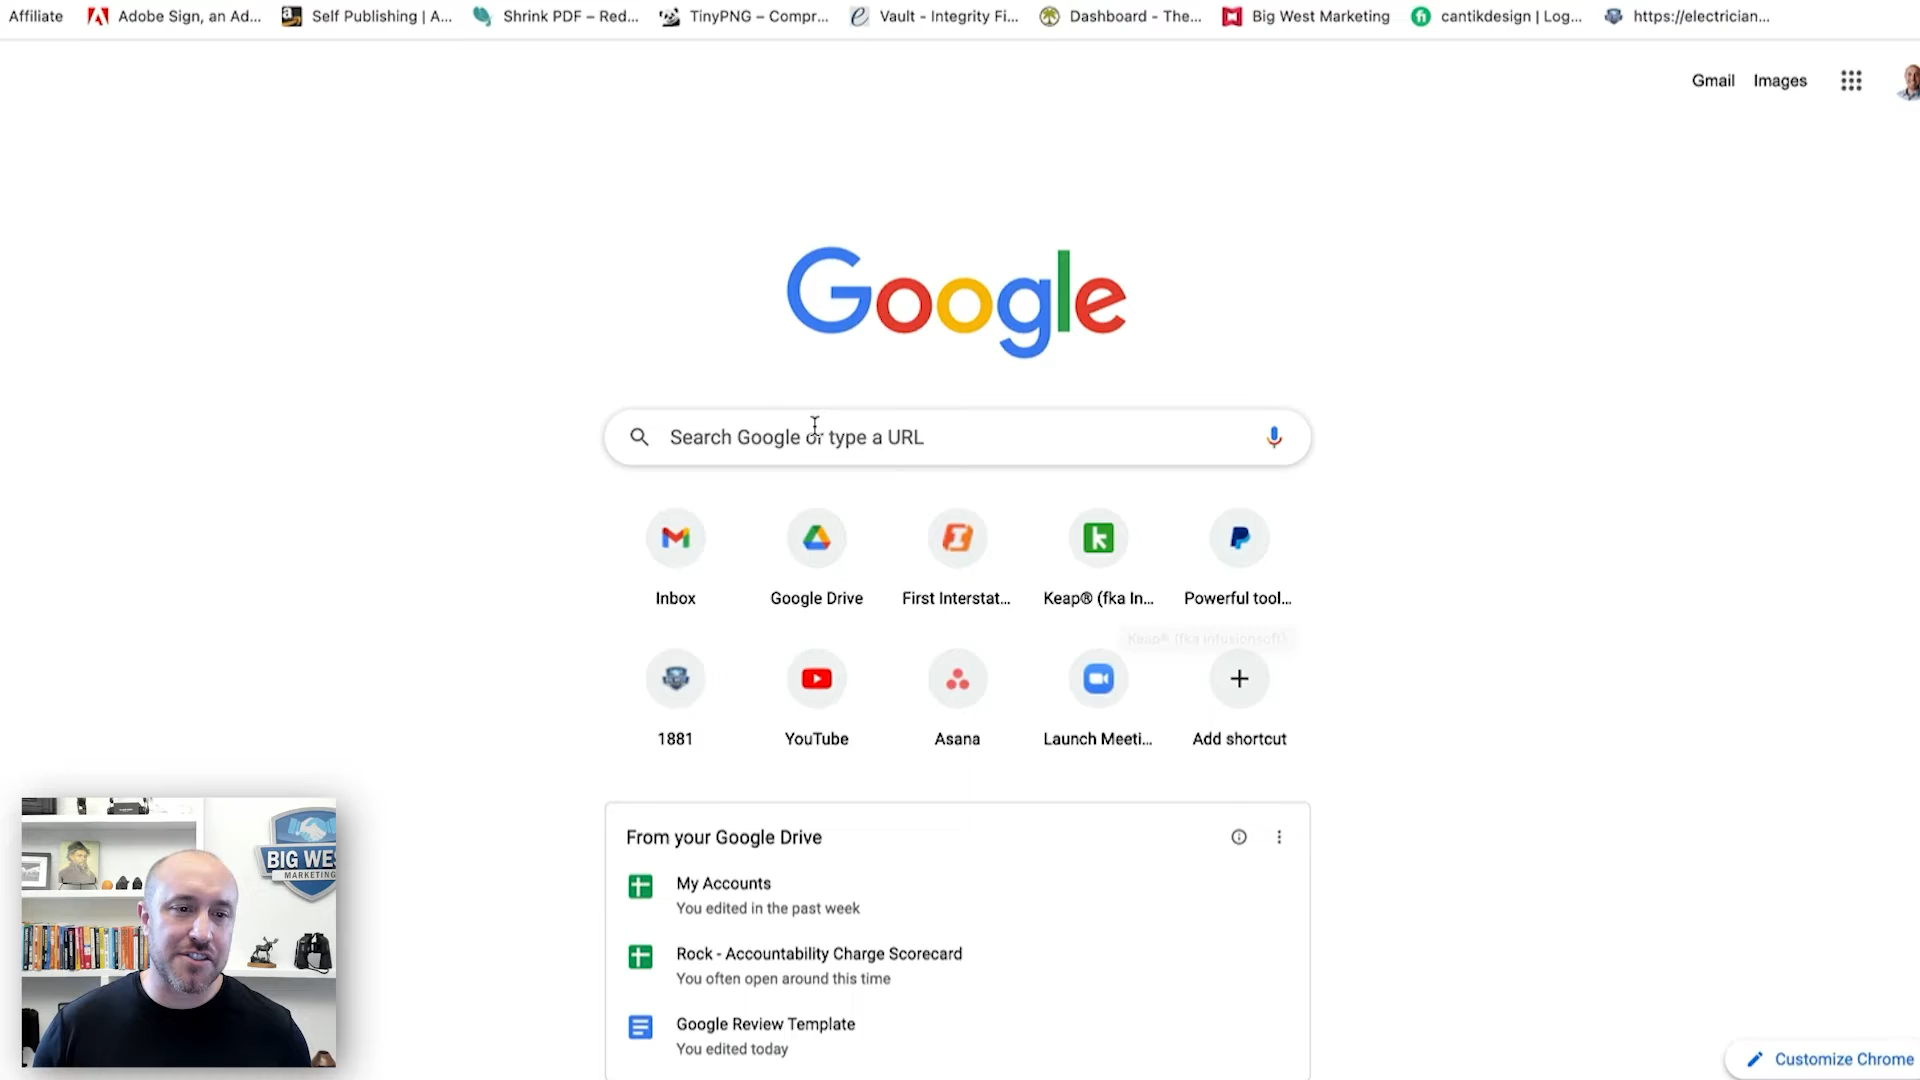 Affiliate
Adobe Sign, an Ad...
Self Publishing | A...
Shrink PDF – Red...
TinyPNG – Compr...
Vault - Integrity Fi...
Dashboard - The...
Big West Marketing
cantikdesign | Log...
https://electrician...
Gmail
Images
Google
Search Google or type a URL
Inbox
Google Drive
First Interstat...
Keap® (fka In...
Powerful tool...
Keap® (fka Infusionsoft)
1881
YouTube
Asana
Launch Meeti...
Add shortcut
From your Google Drive
My Accounts
You edited in the past week
Rock - Accountability Charge Scorecard
You often open around this time
Google Review Template
You edited today
BIG WE
MARKETING
Customize Chrome